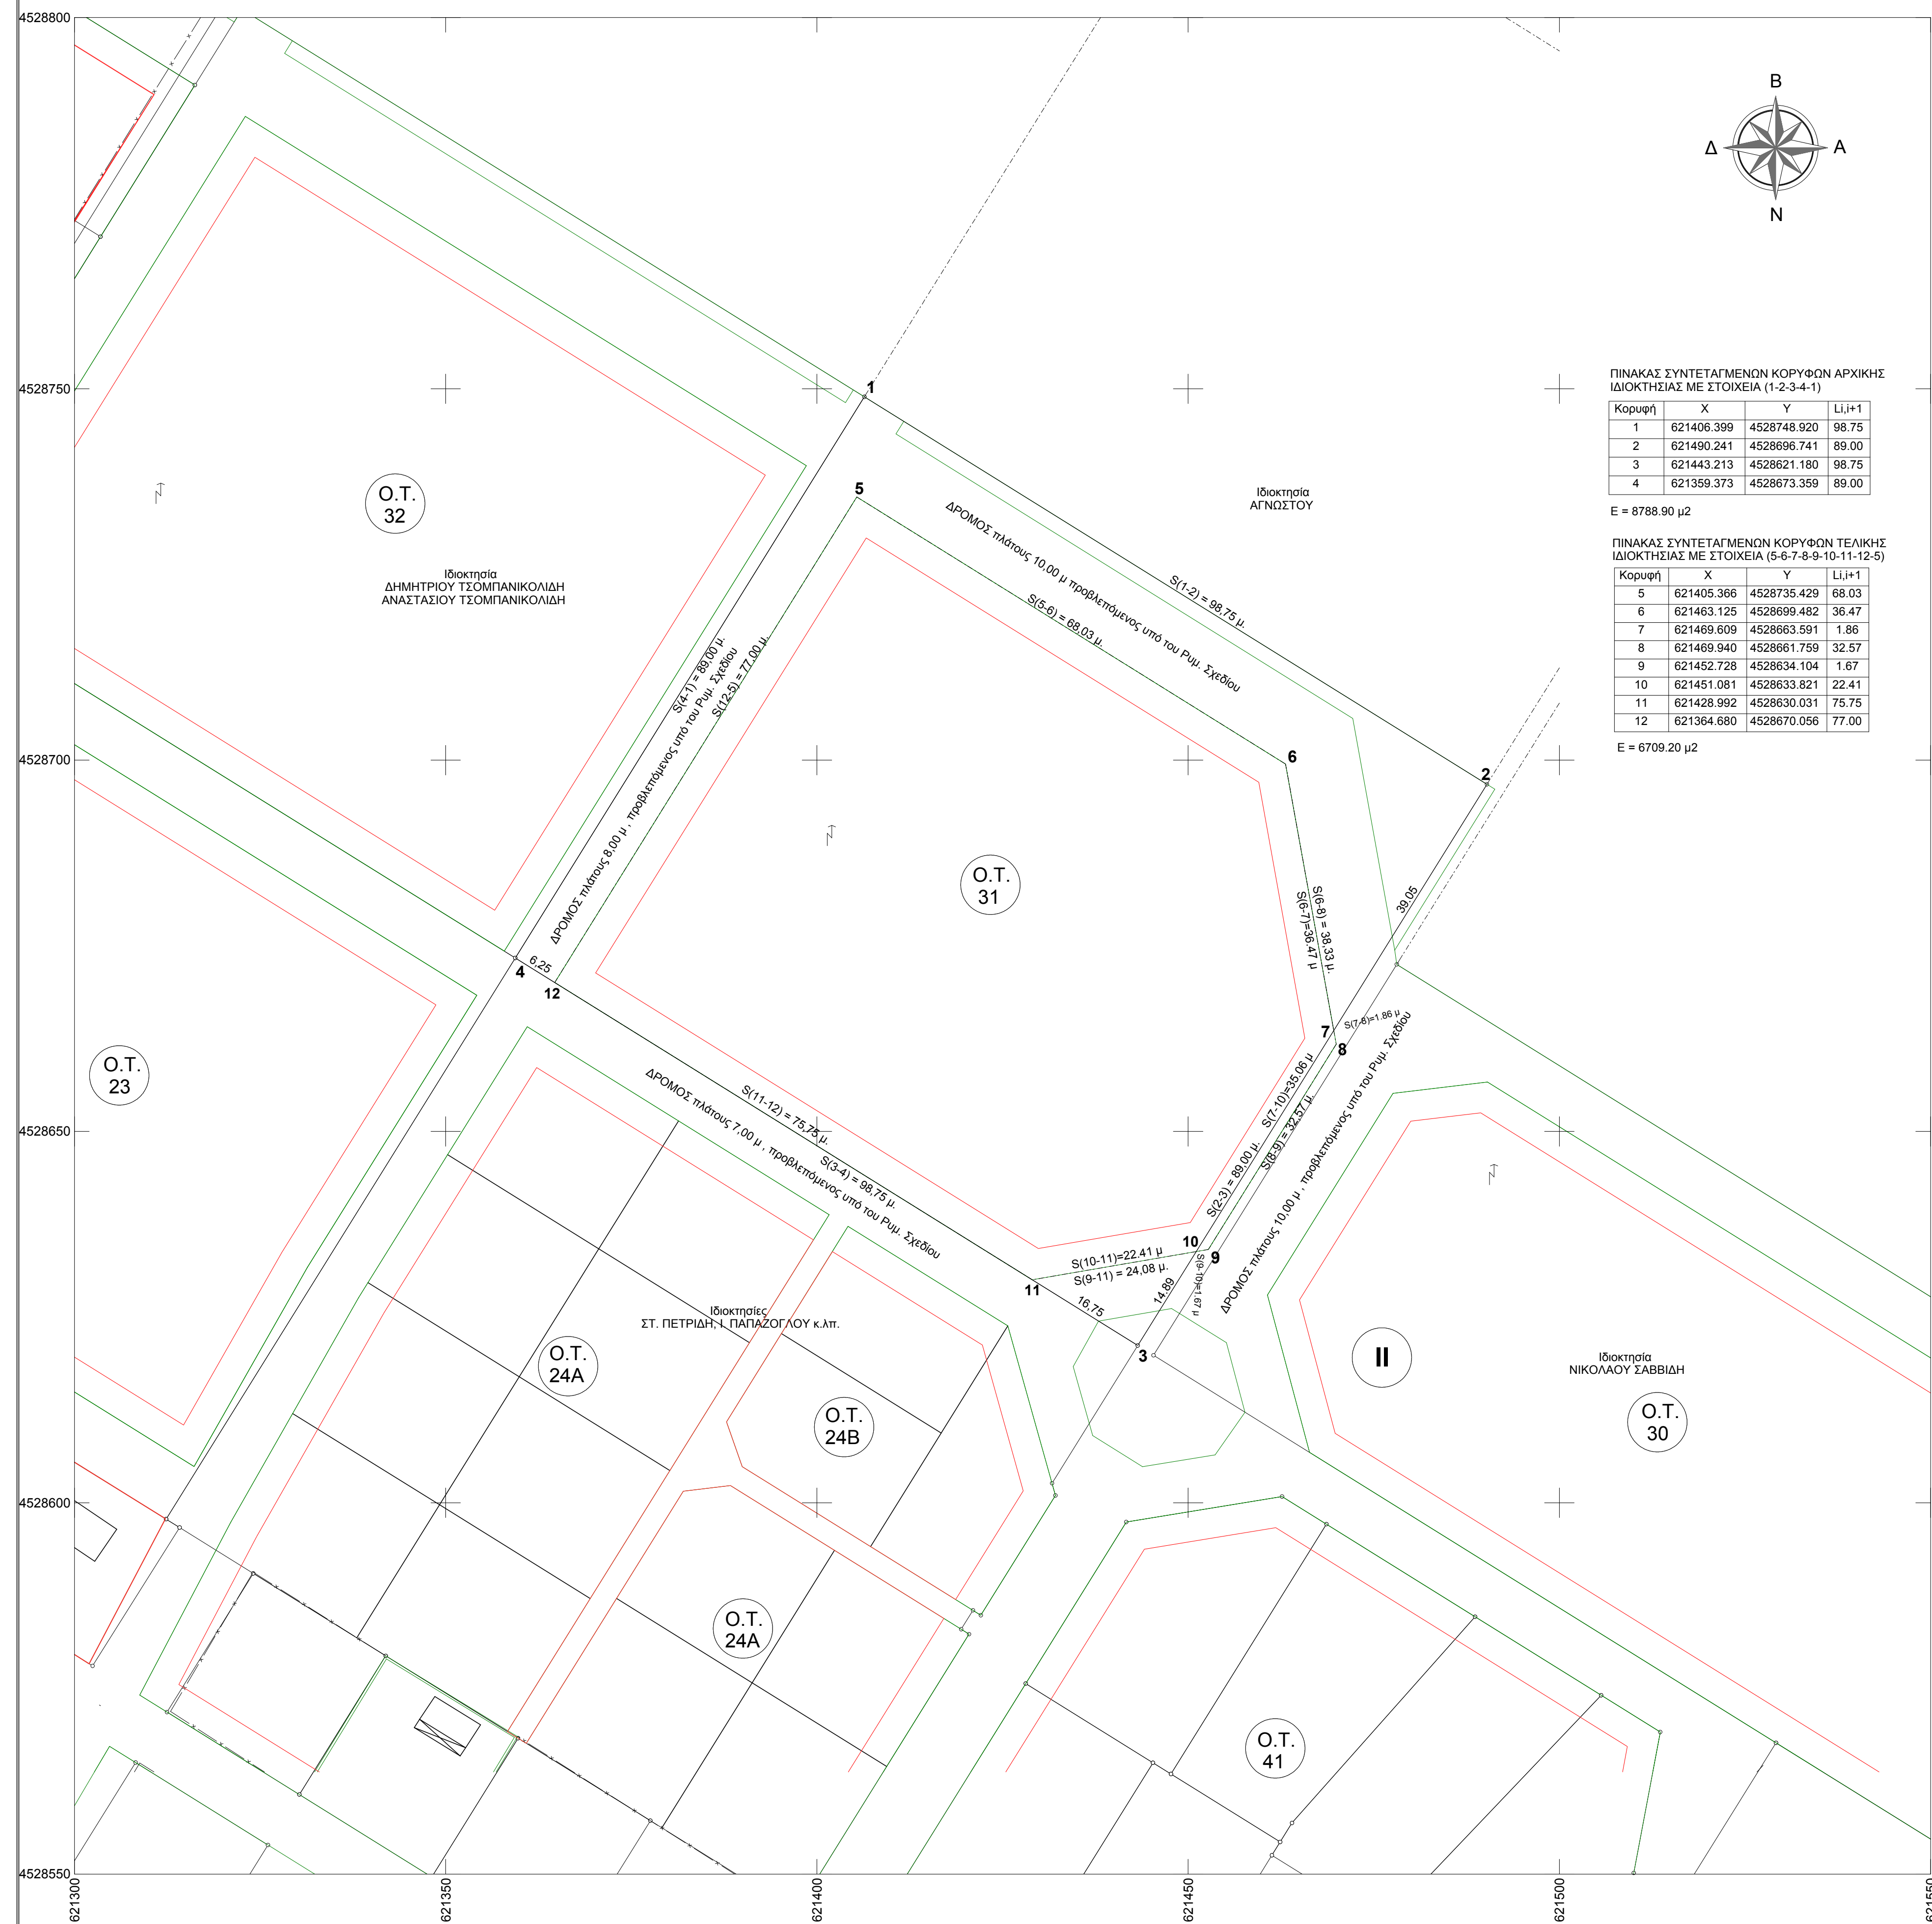 4528800
4528750
4528700
4528650
4528600
4528550
621300
621350
621400
621450
621500
621550
Β
Δ
Α
Ν
ΠΙΝΑΚΑΣ ΣΥΝΤΕΤΑΓΜΕΝΩΝ ΚΟΡΥΦΩΝ ΑΡΧΙΚΗΣ
ΙΔΙΟΚΤΗΣΙΑΣ ΜΕ ΣΤΟΙΧΕΙΑ (1-2-3-4-1)
Κορυφή X Y Li,i+1
1 621406.399 4528748.920 98.75
2 621490.241 4528696.741 89.00
3 621443.213 4528621.180 98.75
4 621359.373 4528673.359 89.00
Ε = 8788.90 μ2
ΠΙΝΑΚΑΣ ΣΥΝΤΕΤΑΓΜΕΝΩΝ ΚΟΡΥΦΩΝ ΤΕΛΙΚΗΣ
ΙΔΙΟΚΤΗΣΙΑΣ ΜΕ ΣΤΟΙΧΕΙΑ (5-6-7-8-9-10-11-12-5)
Κορυφή X Y Li,i+1
5 621405.366 4528735.429 68.03
6 621463.125 4528699.482 36.47
7 621469.609 4528663.591 1.86
8 621469.940 4528661.759 32.57
9 621452.728 4528634.104 1.67
10 621451.081 4528633.821 22.41
11 621428.992 4528630.031 75.75
12 621364.680 4528670.056 77.00
Ε = 6709.20 μ2
1
5
Ο.Τ.
32
Ιδιοκτησία
ΔΗΜΗΤΡΙΟΥ ΤΣΟΜΠΑΝΙΚΟΛΙΔΗ
ΑΝΑΣΤΑΣΙΟΥ ΤΣΟΜΠΑΝΙΚΟΛΙΔΗ
Ιδιοκτησία
ΑΓΝΩΣΤΟΥ
ΔΡΟΜΟΣ πλάτους 10,00 μ προβλεπόμενος υπό του Ρυμ. Σχεδίου
S(1-2) = 98,75 μ.
S(5-6) = 68,03 μ.
S(4-1) = 89,00 μ.
S(12-5) = 77,00 μ.
ΔΡΟΜΟΣ πλάτους 8,00 μ , προβλεπόμενος υπό του Ρυμ. Σχεδίου
6
2
Ο.Τ.
31
39.05
S(6-8) = 38,33 μ.
S(6-7)=36.47 μ
4
6,25
12
7
S(7-8)=1.86 μ
8
Ο.Τ.
23
ΔΡΟΜΟΣ πλάτους 7,00 μ , προβλεπόμενος υπό του Ρυμ. Σχεδίου
S(11-12) = 75,75 μ.
S(3-4) = 98,75 μ.
S(7-10)=35.06 μ
S(8-9) = 32,57 μ.
S(2-3) = 89,00 μ.
ΔΡΟΜΟΣ πλάτους 10,00 μ , προβλεπόμενος υπό του Ρυμ. Σχεδίου
10
9
S(10-11)=22.41 μ
S(9-11) = 24,08 μ.
S(9-10)=1.67 μ
11
16,75
14.89
3
Ιδιοκτησίες
ΣΤ. ΠΕΤΡΙΔΗ, Ι. ΠΑΠΑΖΟΓΛΟΥ κ.λπ.
Ο.Τ.
24Α
Ο.Τ.
24Β
II
Ιδιοκτησία
ΝΙΚΟΛΑΟΥ ΣΑΒΒΙΔΗ
Ο.Τ.
30
Ο.Τ.
24Α
Ο.Τ.
41